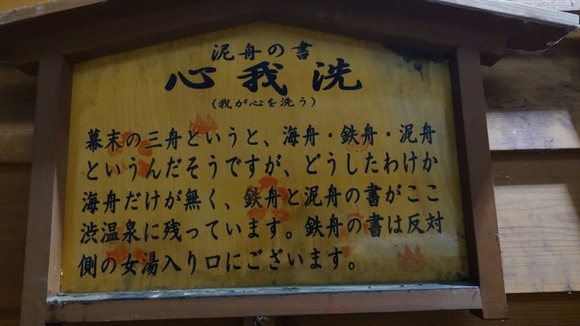 泥舟の書
心我洗
（我が心を洗う）
幕末の三舟というと、海舟・鉄舟・泥舟
というんだそうですが、どうしたわけか
海舟だけが無く、鉄舟と泥舟の書がここ
渋温泉に残っています。鉄舟の書は反対
側の女湯入り口にございます。